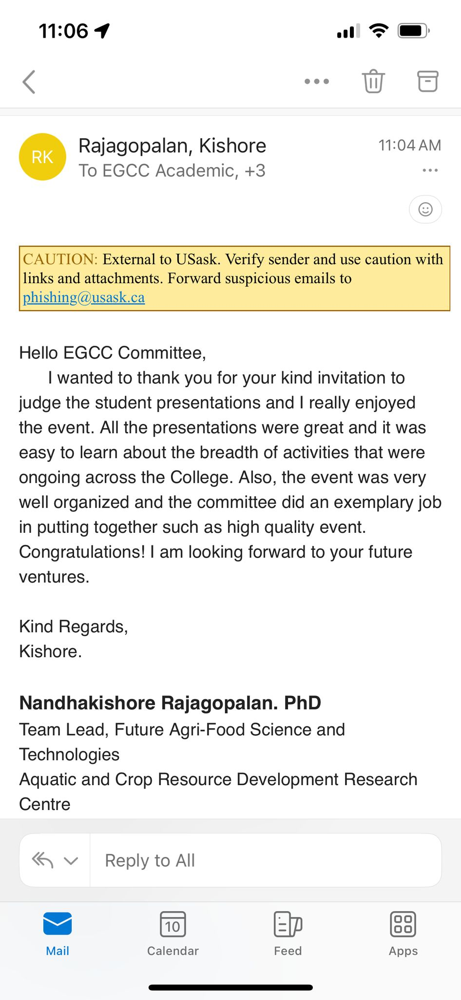 11:06
RK
Rajagopalan, Kishore
11:04 AM
To EGCC Academic, +3
CAUTION: External to USask. Verify sender and use caution with
links and attachments. Forward suspicious emails to
phishing@usask.ca
Hello EGCC Committee,
I wanted to thank you for your kind invitation to
judge the student presentations and I really enjoyed
the event. All the presentations were great and it was
easy to learn about the breadth of activities that were
ongoing across the College. Also, the event was very
well organized and the committee did an exemplary job
in putting together such as high quality event.
Congratulations! I am looking forward to your future
ventures.
Kind Regards,
Kishore.
Nandhakishore Rajagopalan. PhD
Team Lead, Future Agri-Food Science and
Technologies
Aquatic and Crop Resource Development Research
Centre
Reply to All
10
Mail
Calendar
Feed
Apps